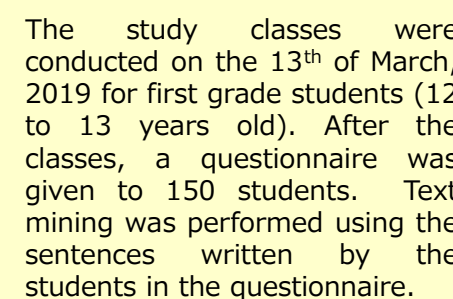 The study classes were
conducted on the 13th of March,
2019 for first grade students (12
to 13 years old). After the
classes, a questionnaire was
given to 150 students. Text
mining was performed using the
sentences written by the
students in the questionnaire.